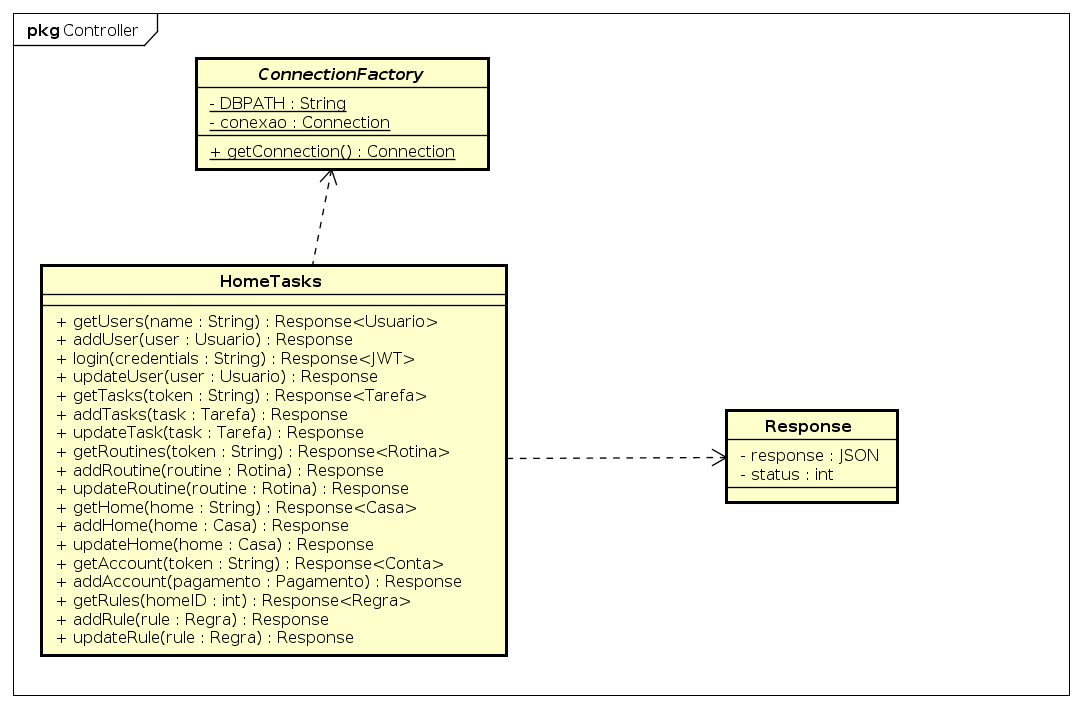 pkg Controller
ConnectionFactory
- DBPATH : String
- conexao : Connection
+ getConnection() : Connection
HomeTasks
+ getUsers(name : String) : Response<Usuario>
+ addUser(user : Usuario) : Response
+ login(credentials : String) : Response<JWT>
+ updateUser(user : Usuario) : Response
+ getTasks(token : String) : Response<Tarefa>
+ addTasks(task : Tarefa) : Response
+ updateTask(task : Tarefa) : Response
+ getRoutines(token : String) : Response<Rotina>
+ addRoutine(routine : Rotina) : Response
+ updateRoutine(routine : Rotina) : Response
+ getHome(home : String) : Response<Casa>
+ addHome(home : Casa) : Response
+ updateHome(home : Casa) : Response
+ getAccount(token : String) : Response<Conta>
+ addAccount(pagamento : Pagamento) : Response
+ getRules(homeID : int) : Response<Regra>
+ addRule(rule : Regra) : Response
+ updateRule(rule : Regra) : Response
Response
- response : JSON
- status : int